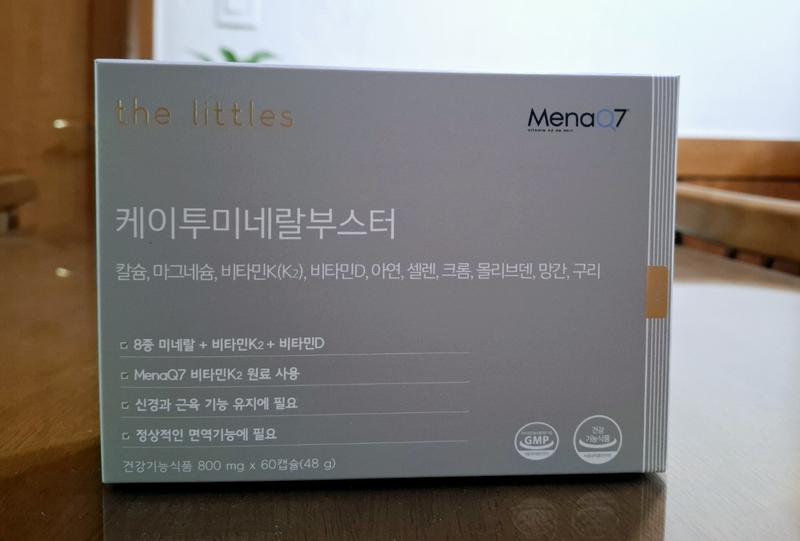 the littles
MenaQ7
케이투미네랄부스터
칼슘, 마그네슘, 비타민K(K2), 비타민D, 아연, 셀렌, 크롬, 몰리브덴, 망간, 구리
8종 미네랄 + 비타민K2 + 비타민D
MenaQ7 비타민K2 원료 사용
신경과 근육 기능 유지에 필요
정상적인 면역기능에 필요
GMP
건강
기능식품
건강기능식품 800 mg x 60캡슐(48 g)